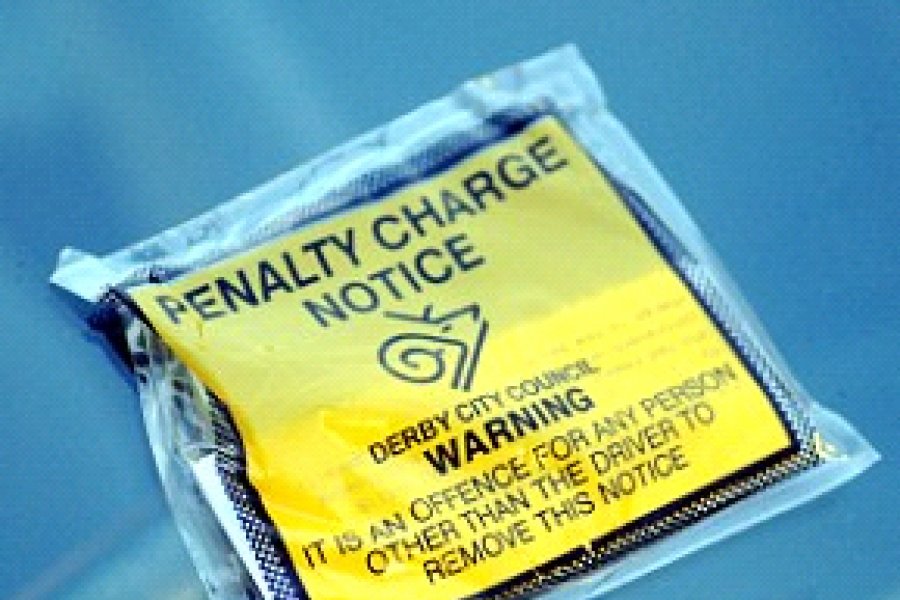 PENALTY CHARGE
NOTICE
DERBY CITY COUNCIL
WARNING
IT IS AN OFFENCE FOR ANY PERSON
OTHER THAN THE DRIVER TO
REMOVE THIS NOTICE